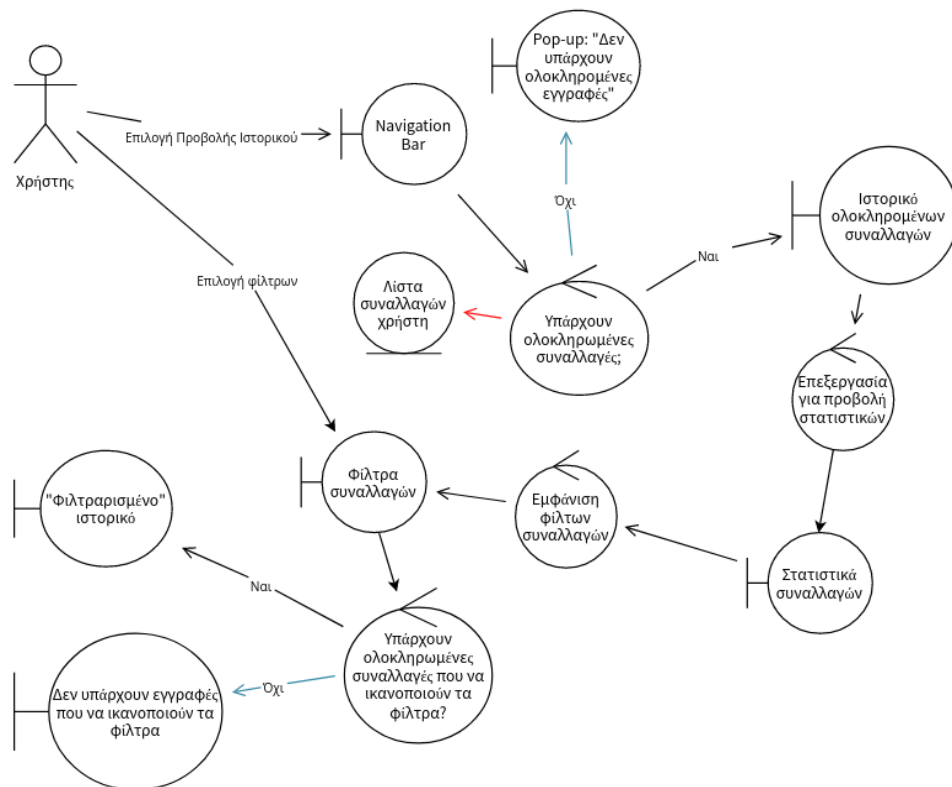 Pop-up: "Δεν
υπάρχουν
ολοκληρομένες
εγγραφές"
Επιλογή Προβολής Ιστορικού
Navigation
Bar
Χρήστης
Όχι
Ιστορικό
ολοκληρομένων
συναλλαγών
Ναι
Επιλογή φίλτρων
Λίστα
συναλλαγών
χρήστη
Υπάρχουν
ολοκληρωμένες
συναλλαγές;
Επεξεργασία
για προβολή
στατιστικών
Φίλτρα
συναλλαγών
"Φιλτραρισμένο"
ιστορικό
Εμφάνιση
φίλτων
συναλλαγών
Στατιστικά
συναλλαγών
Ναι
Υπάρχουν
ολοκληρωμένες
συναλλαγές που να
ικανοποιούν τα
φίλτρα?
Όχι
Δεν υπάρχουν εγγραφές
που να ικανοποιούν τα
φίλτρα